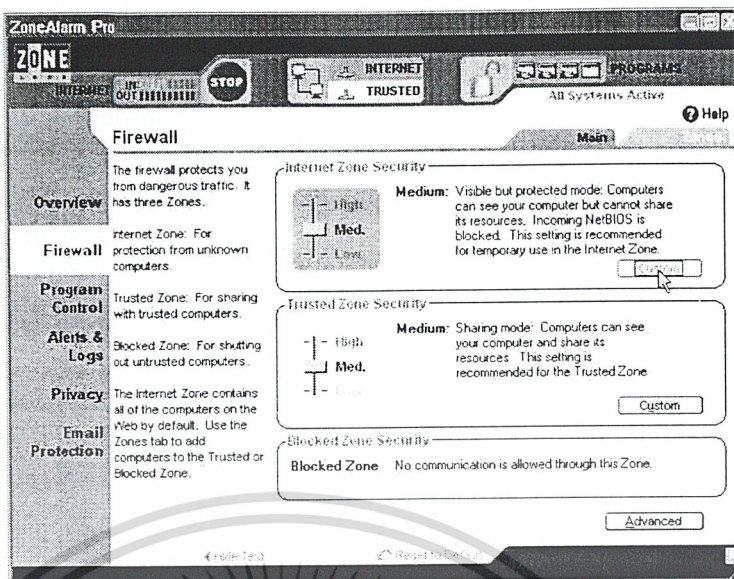 ZoneAlarm Pro
ZONE
LABS
INTERNET
IN
OUT
STOP
INTERNET
TRUSTED
PROGRAMS
All Systems Active
Help
Firewall
Main
Overview
Firewall
Program
Control
Alerts &
Logs
Privacy
Email
Protection
The firewall protects you
from dangerous traffic. It
has three Zones.
Internet Zone: For
protection from unknown
computers.
Trusted Zone: For sharing
with trusted computers.
Blocked Zone: For shutting
out untrusted computers.
The Internet Zone contains
all of the computers on the
Web by default. Use the
Zones tab to add
computers to the Trusted or
Blocked Zone.
Internet Zone Security
High
Med.
Low
Medium: Visible but protected mode: Computers
can see your computer but cannot share
its resources. Incoming NetBIOS is
blocked. This setting is recommended
for temporary use in the Internet Zone.
Custom
Trusted Zone Security
High
Med.
Medium: Sharing mode: Computers can see
your computer and share its
resources. This setting is
recommended for the Trusted Zone
Custom
Blocked Zone Security
Blocked Zone No communication is allowed through this Zone.
Advanced
Hide Text
Reset to Default